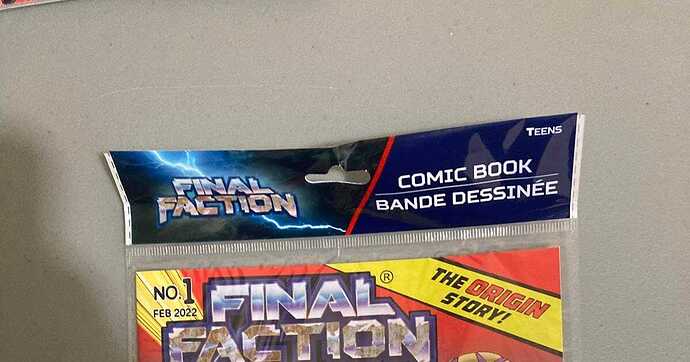 TEENS
FINAL
FACTION
COMIC BOOK
BANDE DESSINÉE
NO. 1
FEB 2022
FINAL
FACTION
®
THE ORIGIN
STORY!